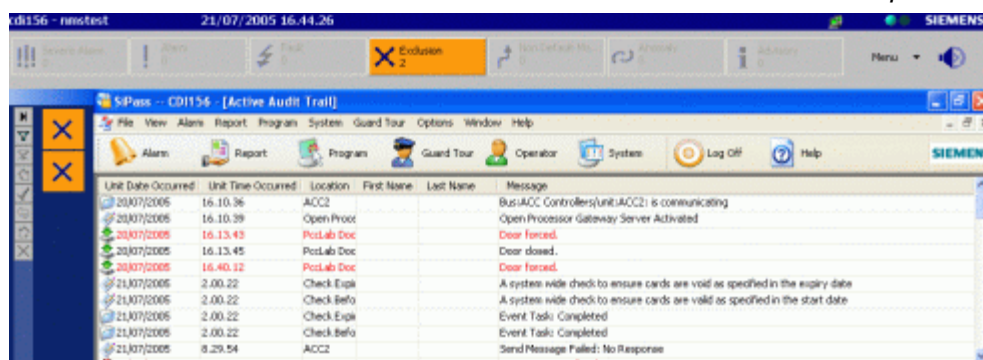 cdi156 - nmstest 21/07/2005 16.44.26 SIEMENS
Exclusion
2
Menu
SiPass -- CDI156 - [Active Audit Trail]
File View Alarm Report Program System Guard Tour Options Window Help
Alarm Report Program Guard Tour Operator System Log Off Help SIEMEN
Unit Date Occurred Unit Time Occurred Location First Name Last Name Message
20/07/2005 16.10.36 ACC2 Bus:ACC Controllers/unit:ACC2: is communicating
20/07/2005 16.10.39 Open Proce Open Processor Gateway Server Activated
20/07/2005 16.13.43 PccLab Doc Door forced.
20/07/2005 16.13.45 PccLab Doc Door closed.
20/07/2005 16.40.12 PccLab Doc Door forced.
21/07/2005 2.00.22 Check Expir A system wide check to ensure cards are void as specified in the expiry date
21/07/2005 2.00.22 Check Befo A system wide check to ensure cards are valid as specified in the start date
21/07/2005 2.00.22 Check Expir Event Task: Completed
21/07/2005 2.00.22 Check Befo Event Task: Completed
21/07/2005 8.29.54 ACC2 Send Message Failed: No Response